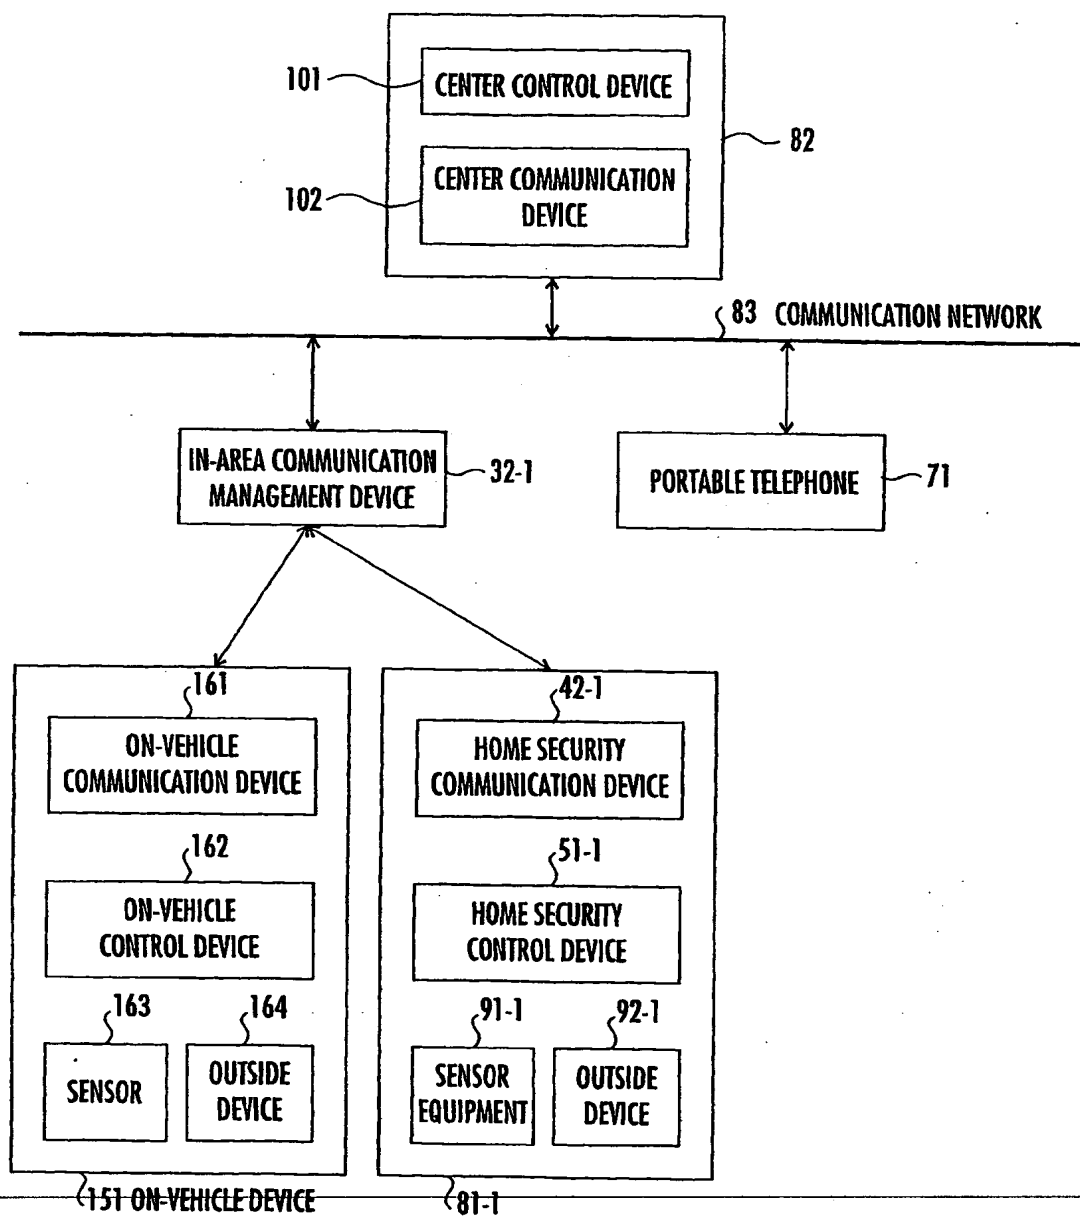 101
CENTER CONTROL DEVICE
82
102
CENTER COMMUNICATION
DEVICE
83 COMMUNICATION NETWORK
IN-AREA COMMUNICATION
MANAGEMENT DEVICE
32-1
PORTABLE TELEPHONE
71
161
ON-VEHICLE
COMMUNICATION DEVICE
162
ON-VEHICLE
CONTROL DEVICE
163
SENSOR
164
OUTSIDE
DEVICE
151 ON-VEHICLE DEVICE
42-1
HOME SECURITY
COMMUNICATION DEVICE
51-1
HOME SECURITY
CONTROL DEVICE
91-1
SENSOR
EQUIPMENT
92-1
OUTSIDE
DEVICE
81-1